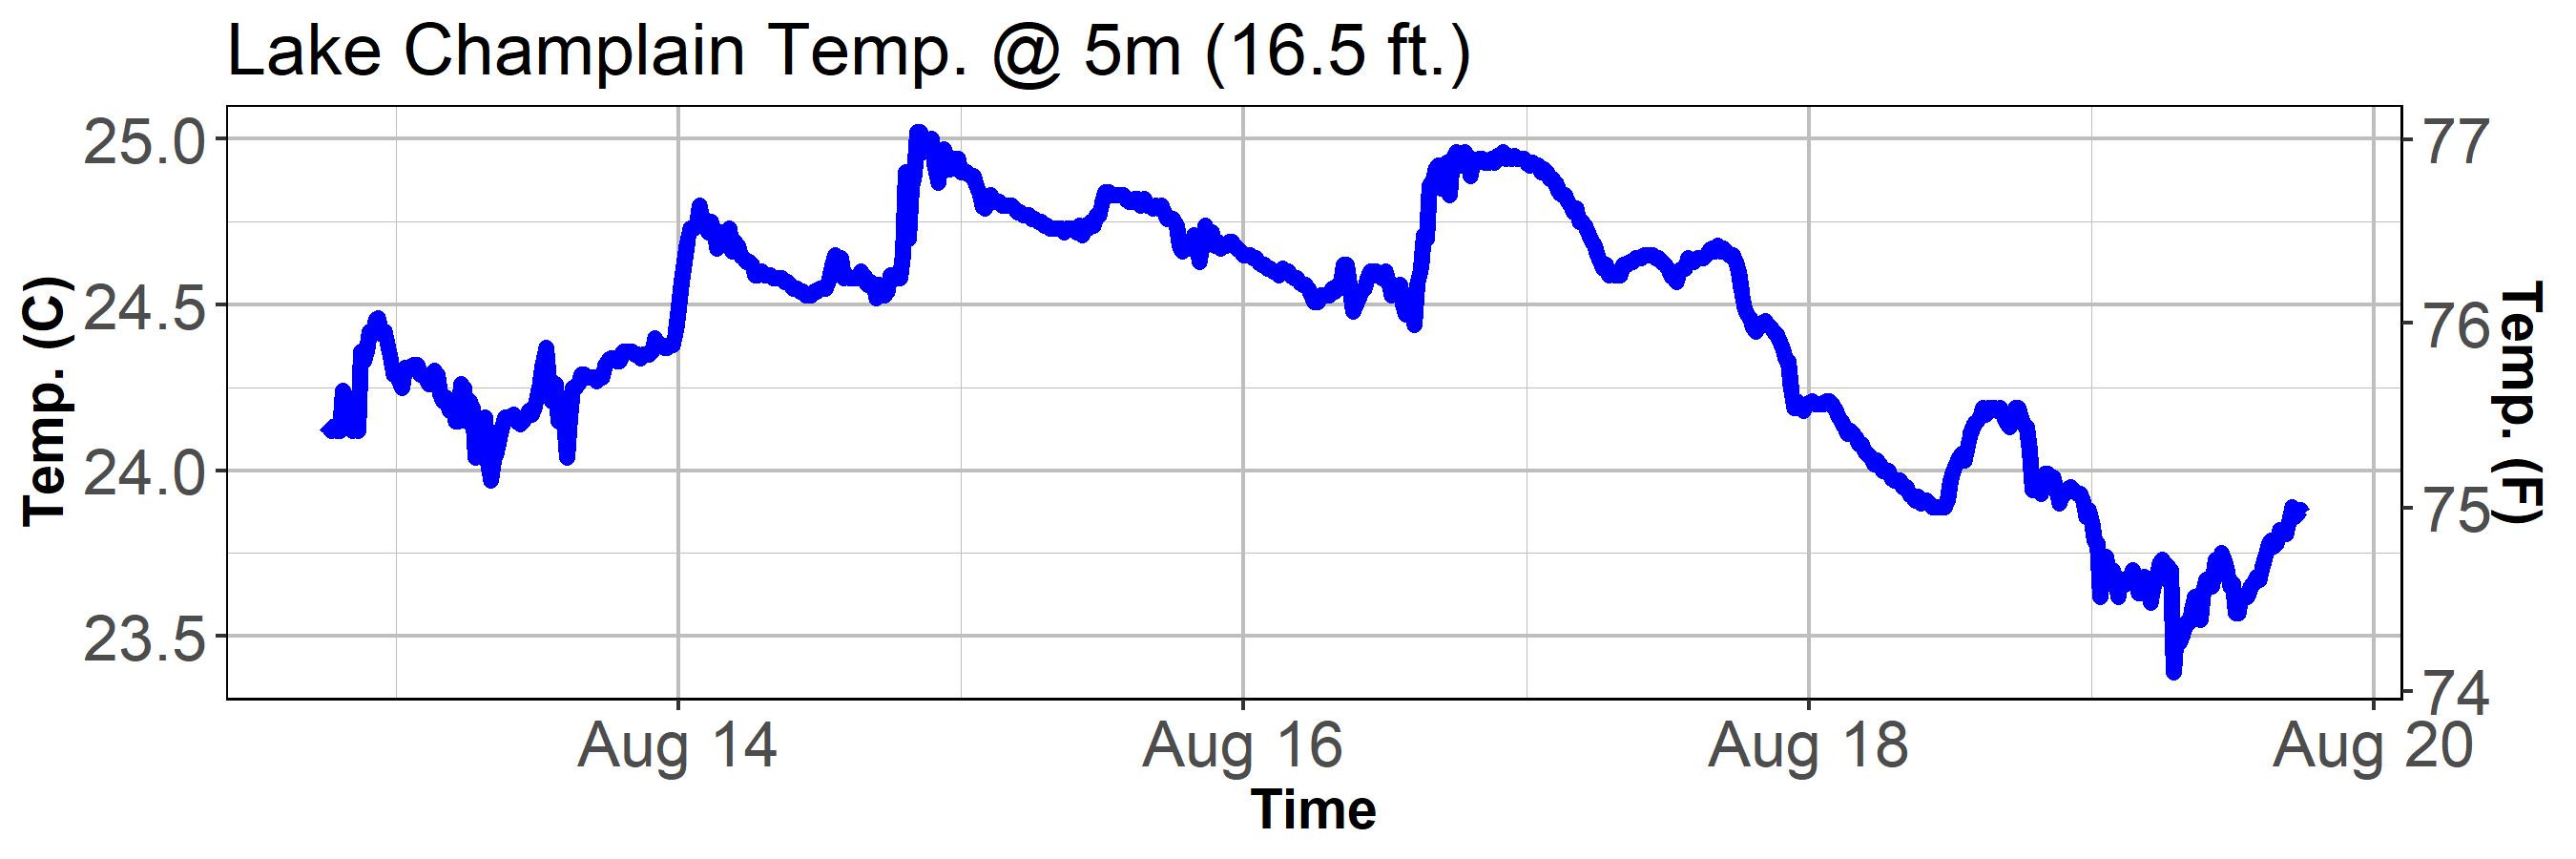 Lake Champlain Temp. @ 5m (16.5 ft.)
Temp. (C)
25.0
24.5
24.0
23.5
77
76
75
74
Temp. (F)
Aug 14 Aug 16 Aug 18 Aug 20
Time